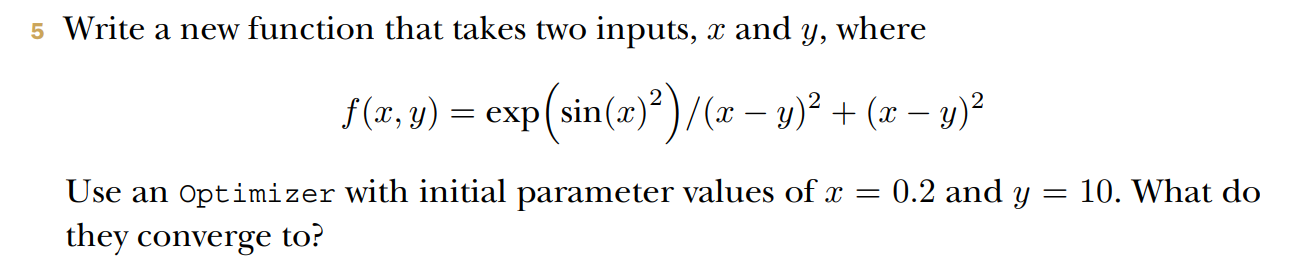 5 Write a new function that takes two inputs, x and y, where
f(x, y) = exp(sin(x)²)/(x − y)² + (x − y)²
Use an Optimizer with initial parameter values of x = 0.2 and y = 10. What do
they converge to?